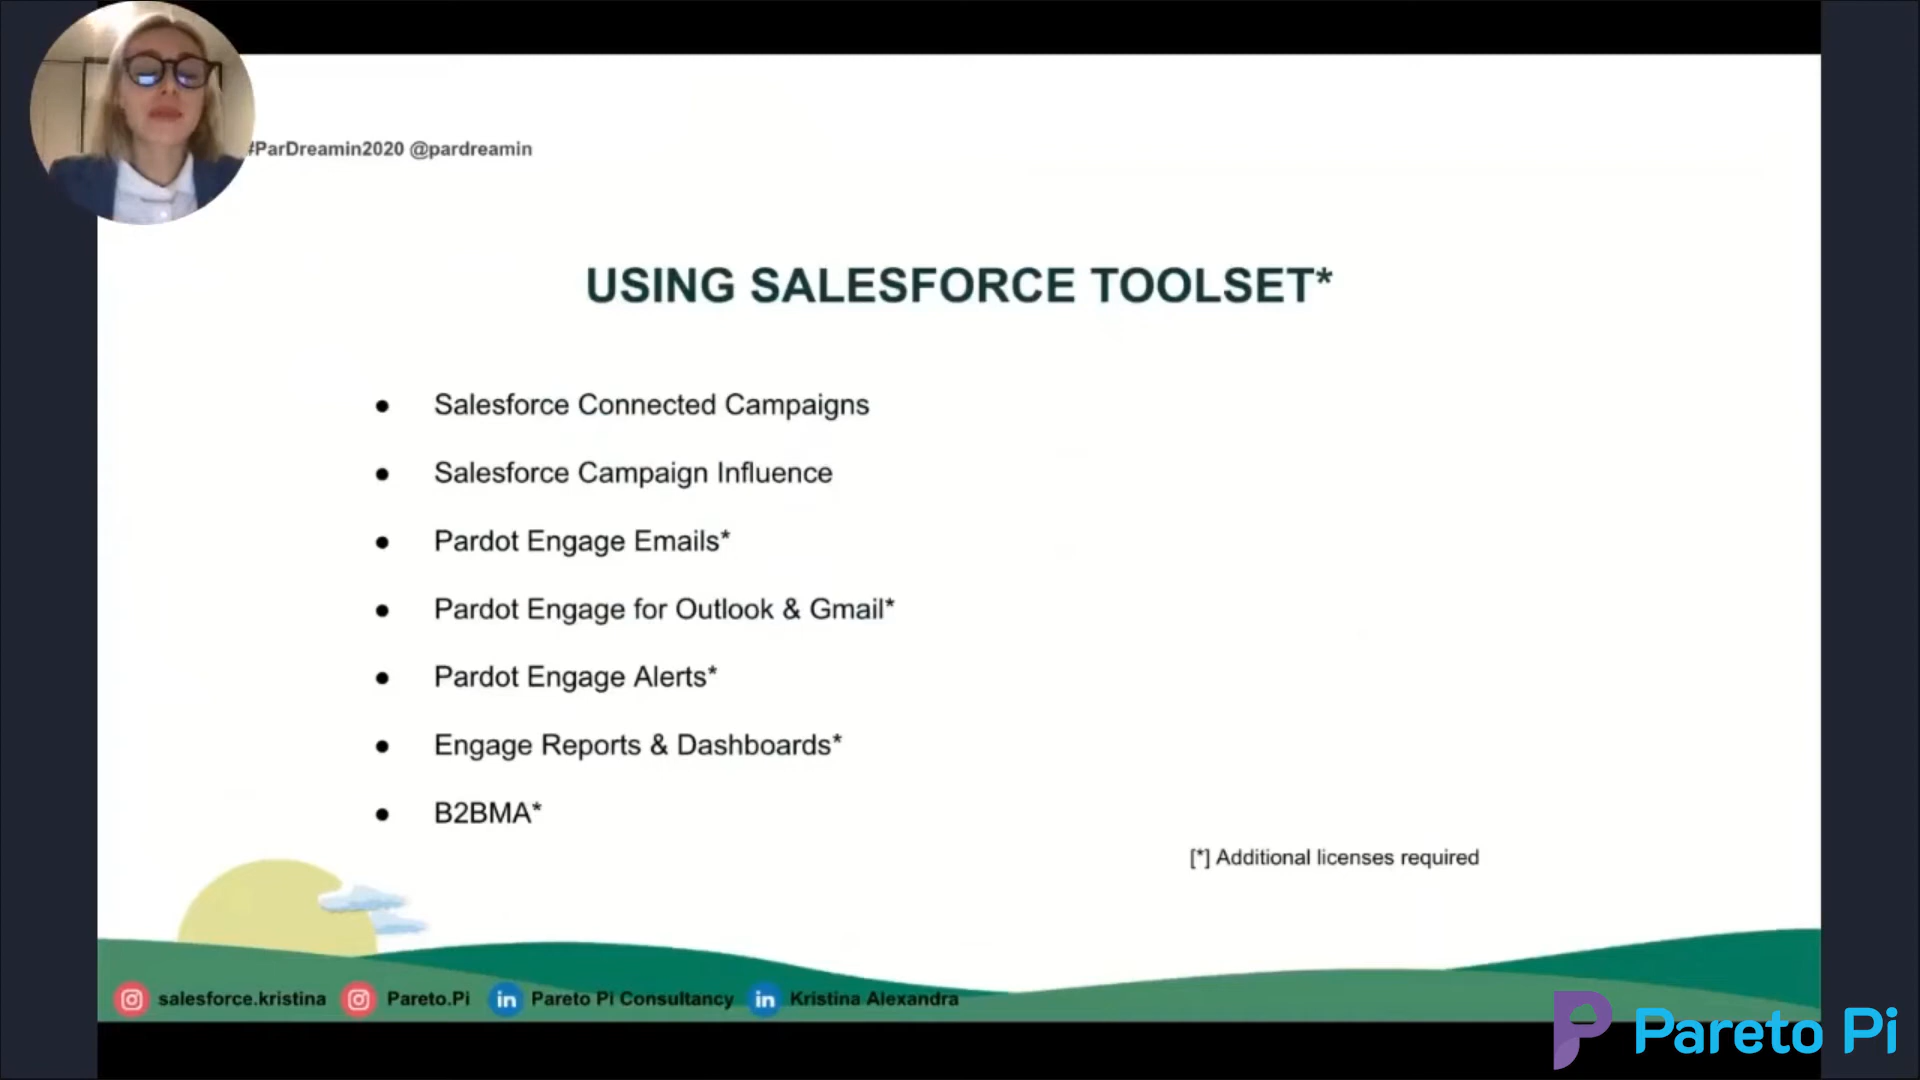 #ParDreamin2020 @pardreamin
USING SALESFORCE TOOLSET*
● Salesforce Connected Campaigns
● Salesforce Campaign Influence
● Pardot Engage Emails*
● Pardot Engage for Outlook & Gmail*
● Pardot Engage Alerts*
● Engage Reports & Dashboards*
● B2BMA*
[*] Additional licenses required
salesforce.kristina Pareto.Pi in Pareto Pi Consultancy in Kristina Alexandra
Pareto Pi